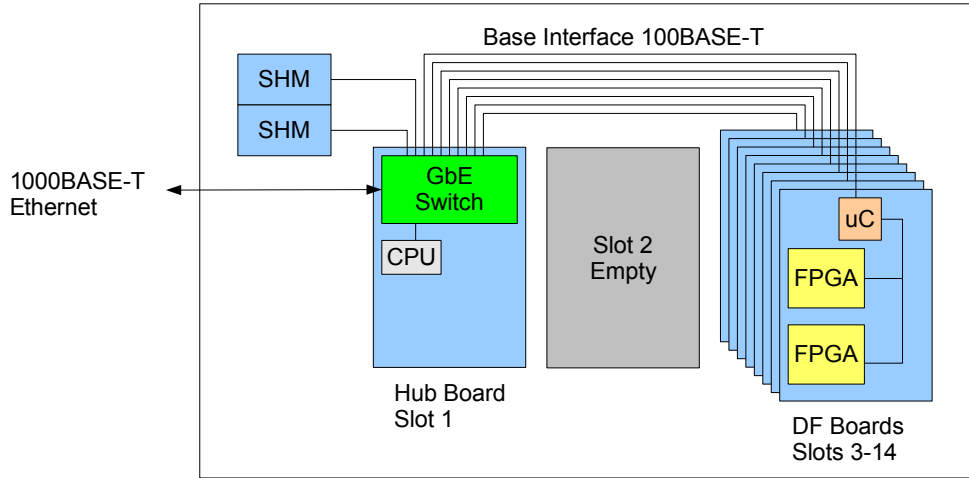 Base Interface 100BASE-T
SHM
SHM
1000BASE-T
Ethernet
GbE
Switch
CPU
Slot 2
Empty
uC
FPGA
FPGA
Hub Board
Slot 1
DF Boards
Slots 3-14